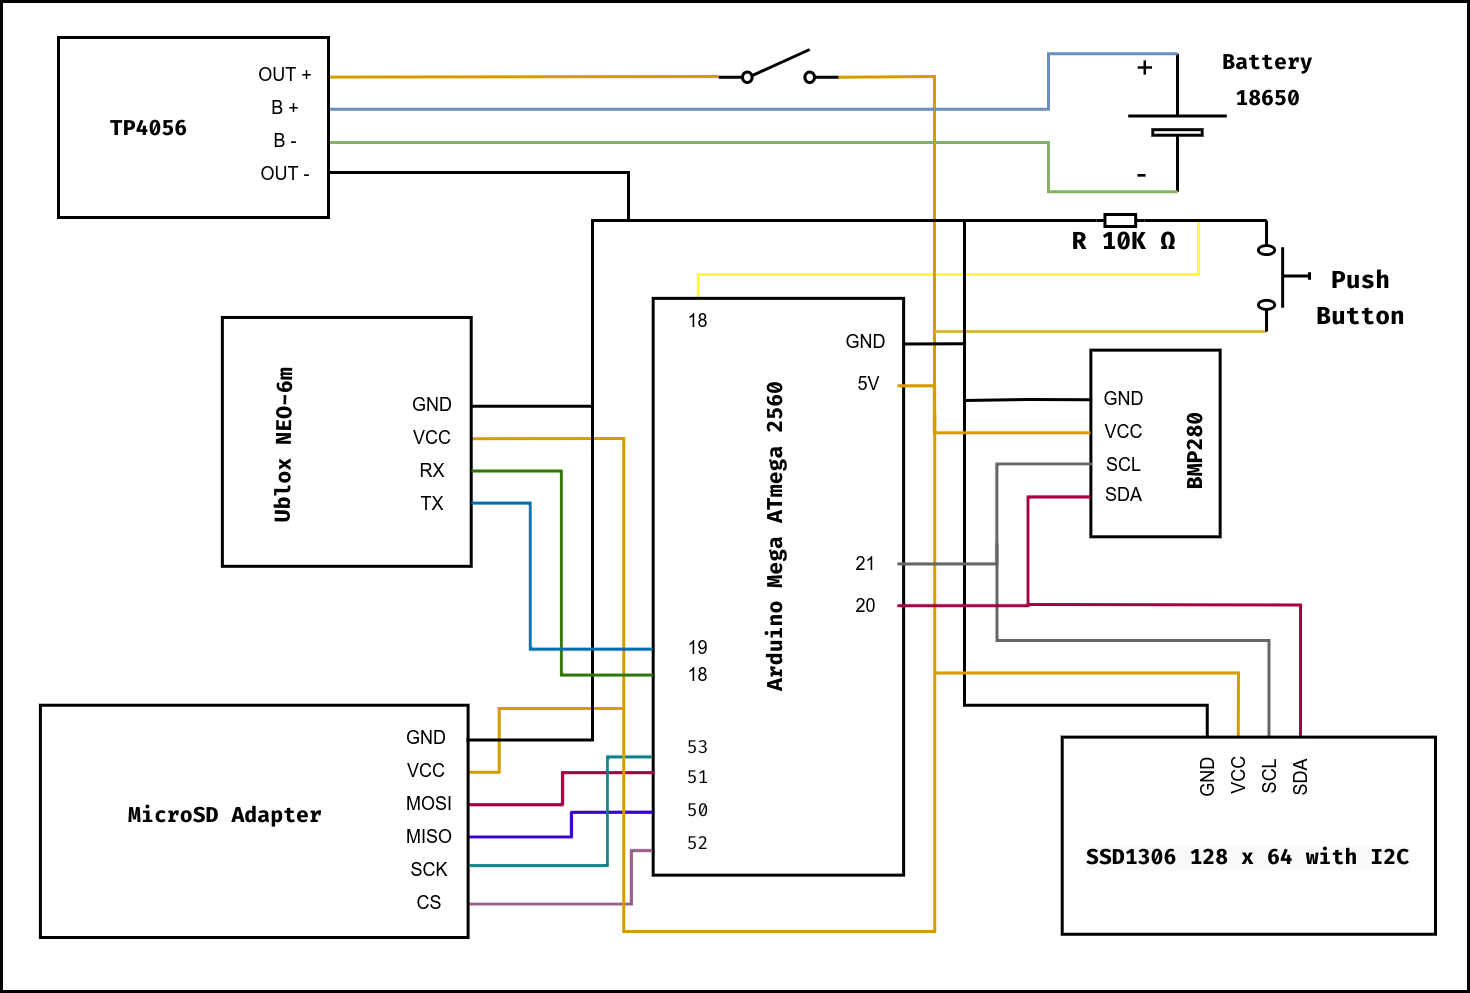 TP4056
OUT +
B +
B -
OUT -
+
-
Battery
18650
R 10K Ω
Push
Button
Ublox NEO-6m
GND
VCC
RX
TX
Arduino Mega ATmega 2560
18
GND
5V
21
20
19
18
53
51
50
52
BMP280
GND
VCC
SCL
SDA
MicroSD Adapter
GND
VCC
MOSI
MISO
SCK
CS
GND
VCC
SCL
SDA
SSD1306 128 x 64 with I2C